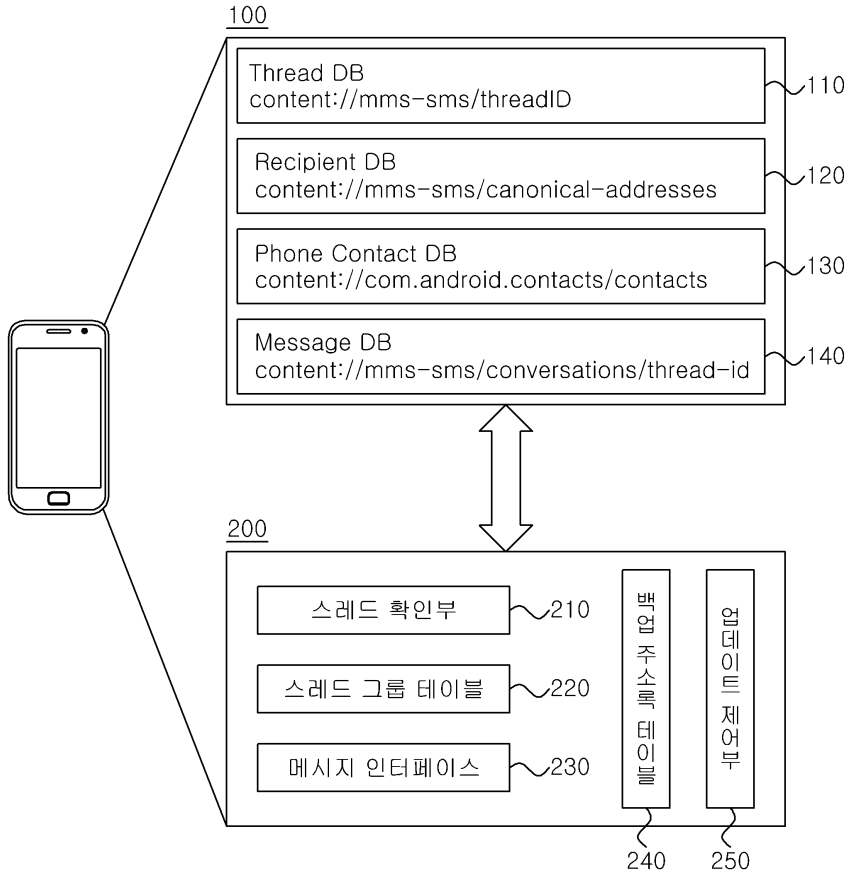 100
Thread DB
content://mms-sms/threadID
110
Recipient DB
content://mms-sms/canonical-addresses
120
Phone Contact DB
content://com.android.contacts/contacts
130
Message DB
content://mms-sms/conversations/thread-id
140
200
스레드 확인부
210
스레드 그룹 테이블
220
메시지 인터페이스
230
백업 주소록 테이블
240
업데이트 제어부
250